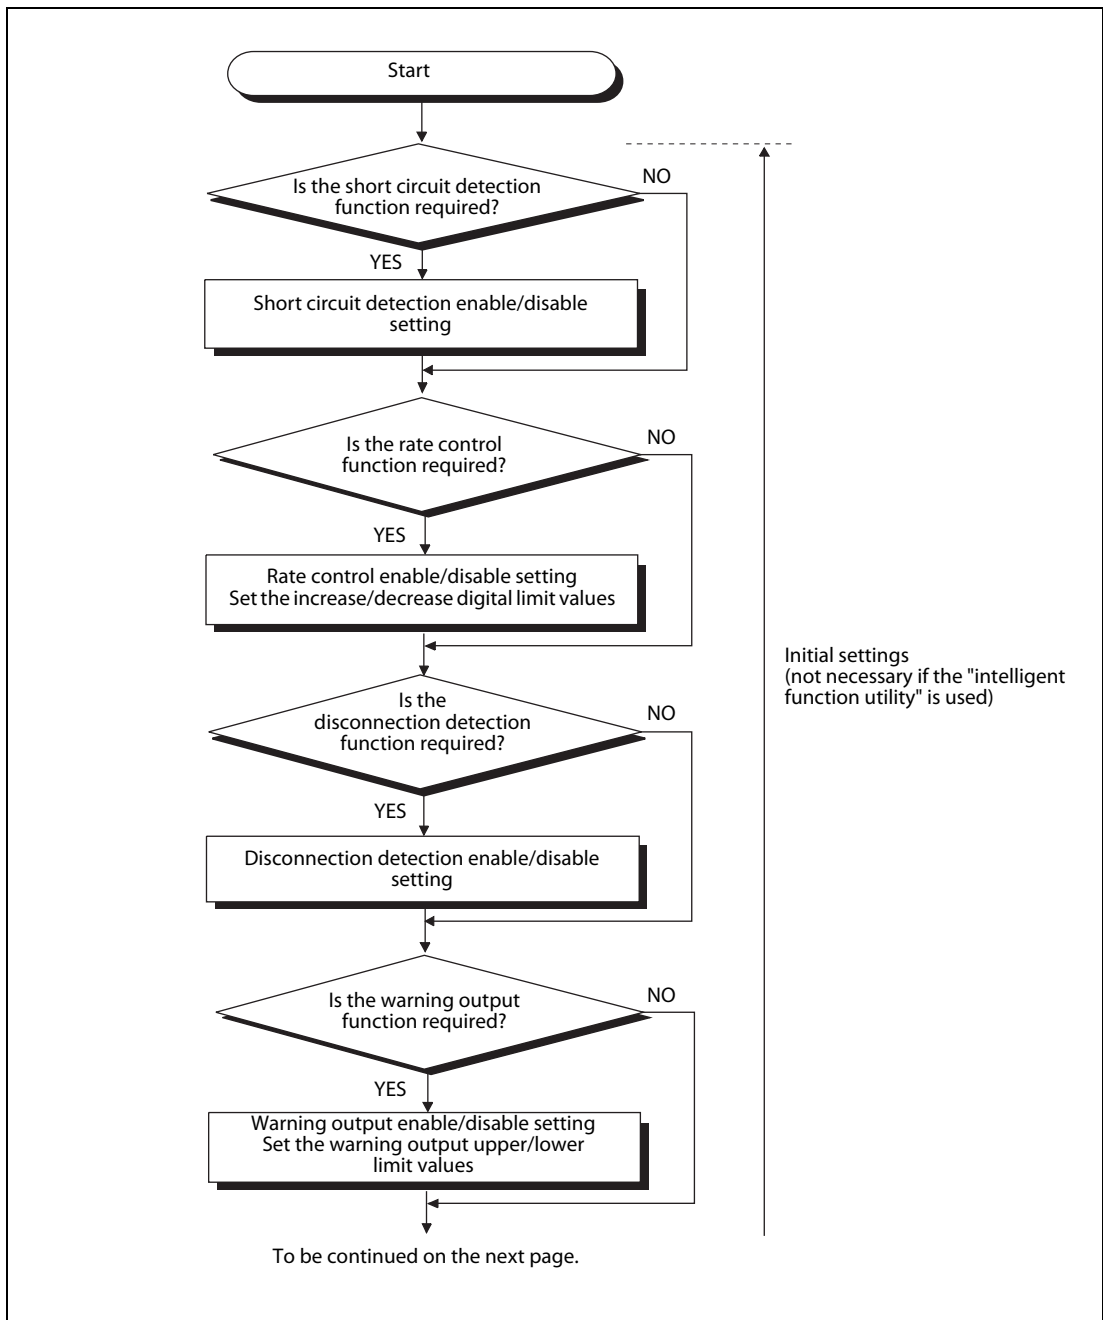 Start
Is the short circuit detection
function required?
NO
YES
Short circuit detection enable/disable
setting
Is the rate control
function required?
NO
YES
Rate control enable/disable setting
Set the increase/decrease digital limit values
Initial settings
(not necessary if the "intelligent
function utility" is used)
Is the
disconnection detection
function required?
NO
YES
Disconnection detection enable/disable
setting
Is the warning output
function required?
NO
YES
Warning output enable/disable setting
Set the warning output upper/lower
limit values
To be continued on the next page.